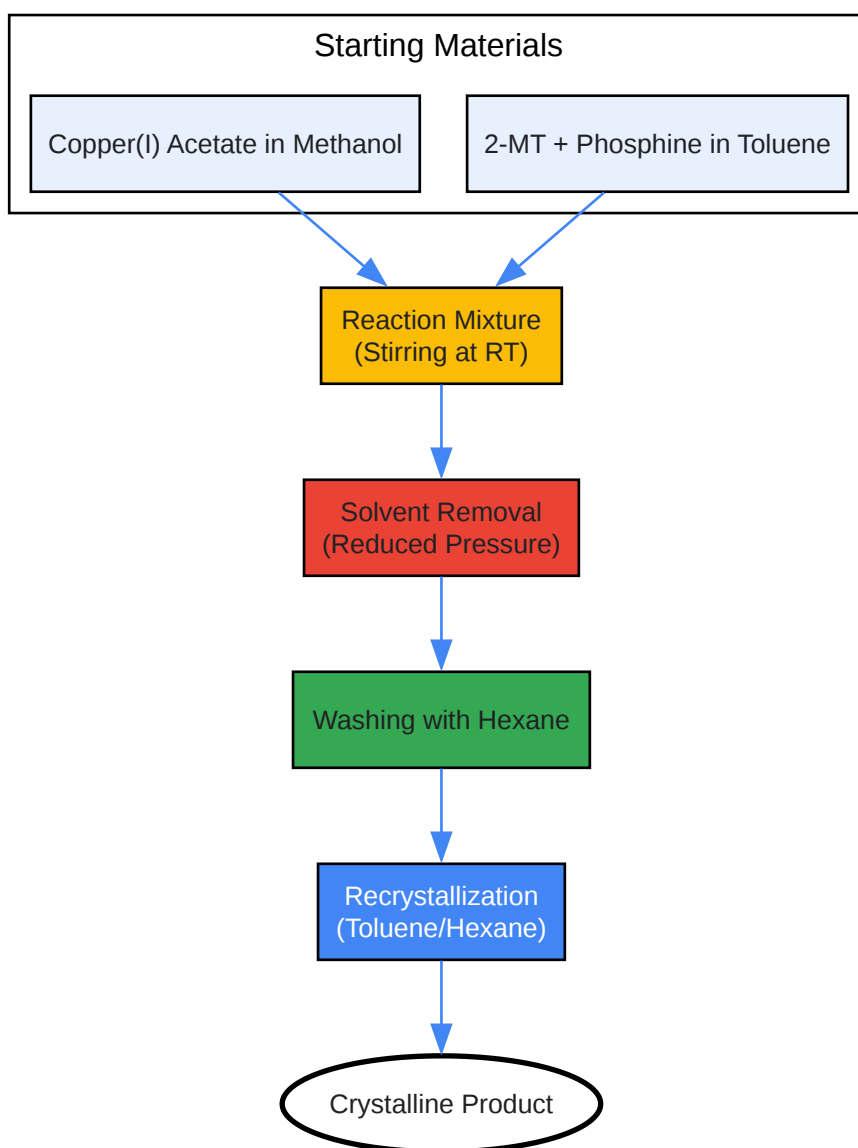 Starting Materials
Copper(I) Acetate in Methanol
2-MT + Phosphine in Toluene
Reaction Mixture
(Stirring at RT)
Solvent Removal
(Reduced Pressure)
Washing with Hexane
Recrystallization
(Toluene/Hexane)
Crystalline Product